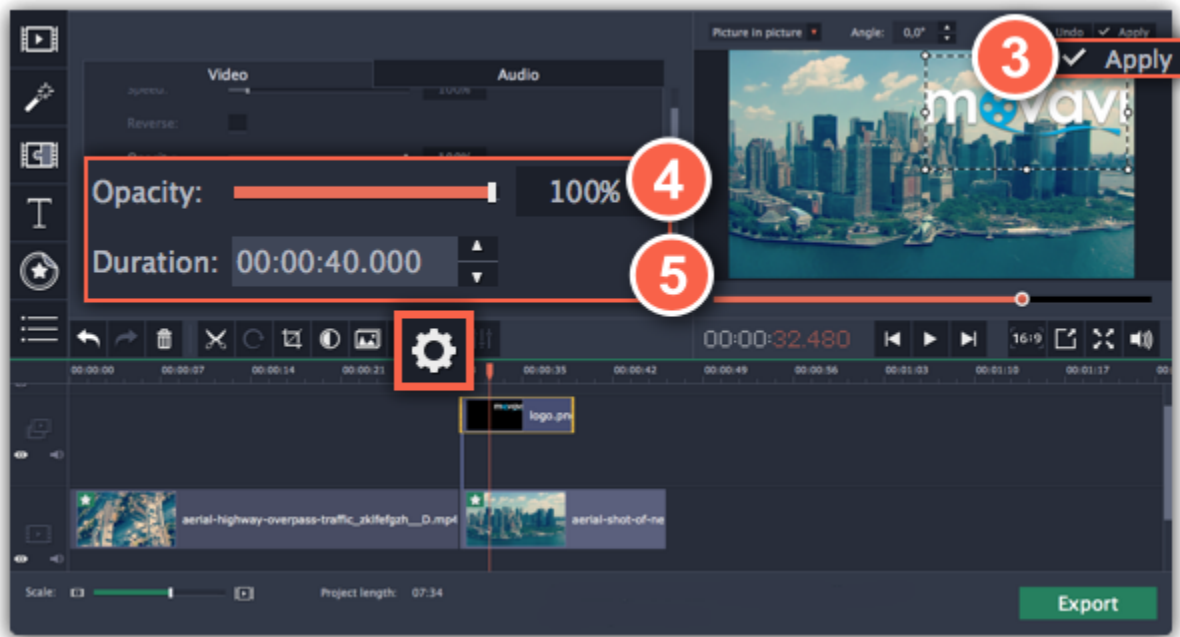 Picture in picture Angle: 0,0° Undo Apply
3 Apply
Video Audio
Speed: 100%
movavi
Reverse:
Opacity: 100% 4
Duration: 00:00:40.000 5
T
00:00:32.480 16:9
00:00:00 00:00:07 00:00:14 00:00:21 00:00:35 00:00:42 00:00:49 00:00:56 00:01:03 00:01:10 00:01:17
movavi logo.pn
aerial-highway-overpass-traffic_zklfefgzh__D.mp4 aerial-shot-of-ne
Scale: Project length: 07:34
Export